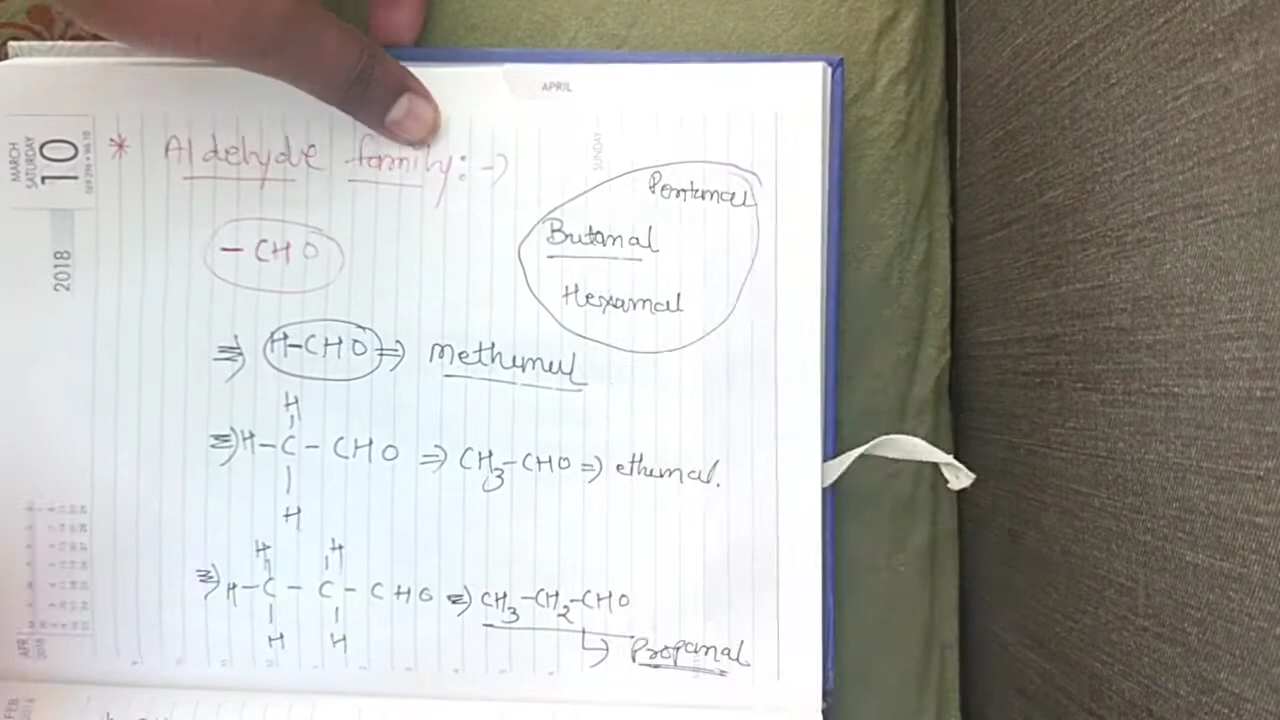 APRIL
MARCH
SATURDAY
10
2018
SUNDAY
* Aldehyde family:->
- CHO
Pentanal
Butanal
Hexanal
=> H-CHO => methanal
H
=> H-C-CHO => CH3-CHO => ethanal.
H
H H
=> H-C-C-CHO => CH3-CH2-CHO
H H
↳ Propanal